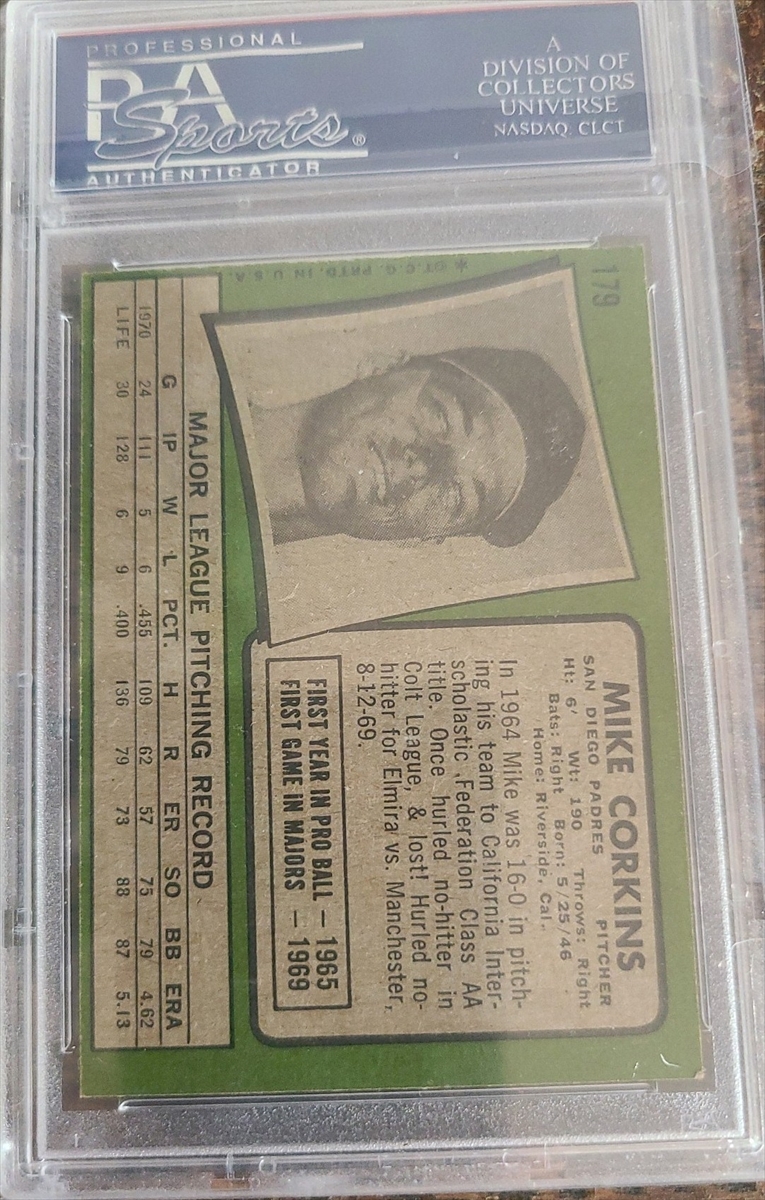 PROFESSIONAL
PSA
Sports®
AUTHENTICATOR
A
DIVISION OF
COLLECTORS
UNIVERSE
NASDAQ CLCT
179
*©T.C.G. PRTD. IN U.S.A.
MIKE CORKINS
PITCHER
SAN DIEGO PADRES
Ht: 6' Wt: 190 Throws: Right
Bats: Right Born: 5/25/46
Home: Riverside, Cal.
In 1964 Mike was 16-0 in pitch-
ing his team to California Inter-
scholastic Federation Class AA
title. Once hurled no-hitter in
Colt League, & lost! Hurled no-
hitter for Elmira vs. Manchester,
8-12-69.
FIRST YEAR IN PRO BALL — 1965
FIRST GAME IN MAJORS — 1969
MAJOR LEAGUE PITCHING RECORD
G IP W L PCT. H R ER SO BB ERA
1970 24 111 5 6 .455 109 62 57 75 79 4.62
LIFE 30 128 6 9 .400 136 79 73 88 87 5.13